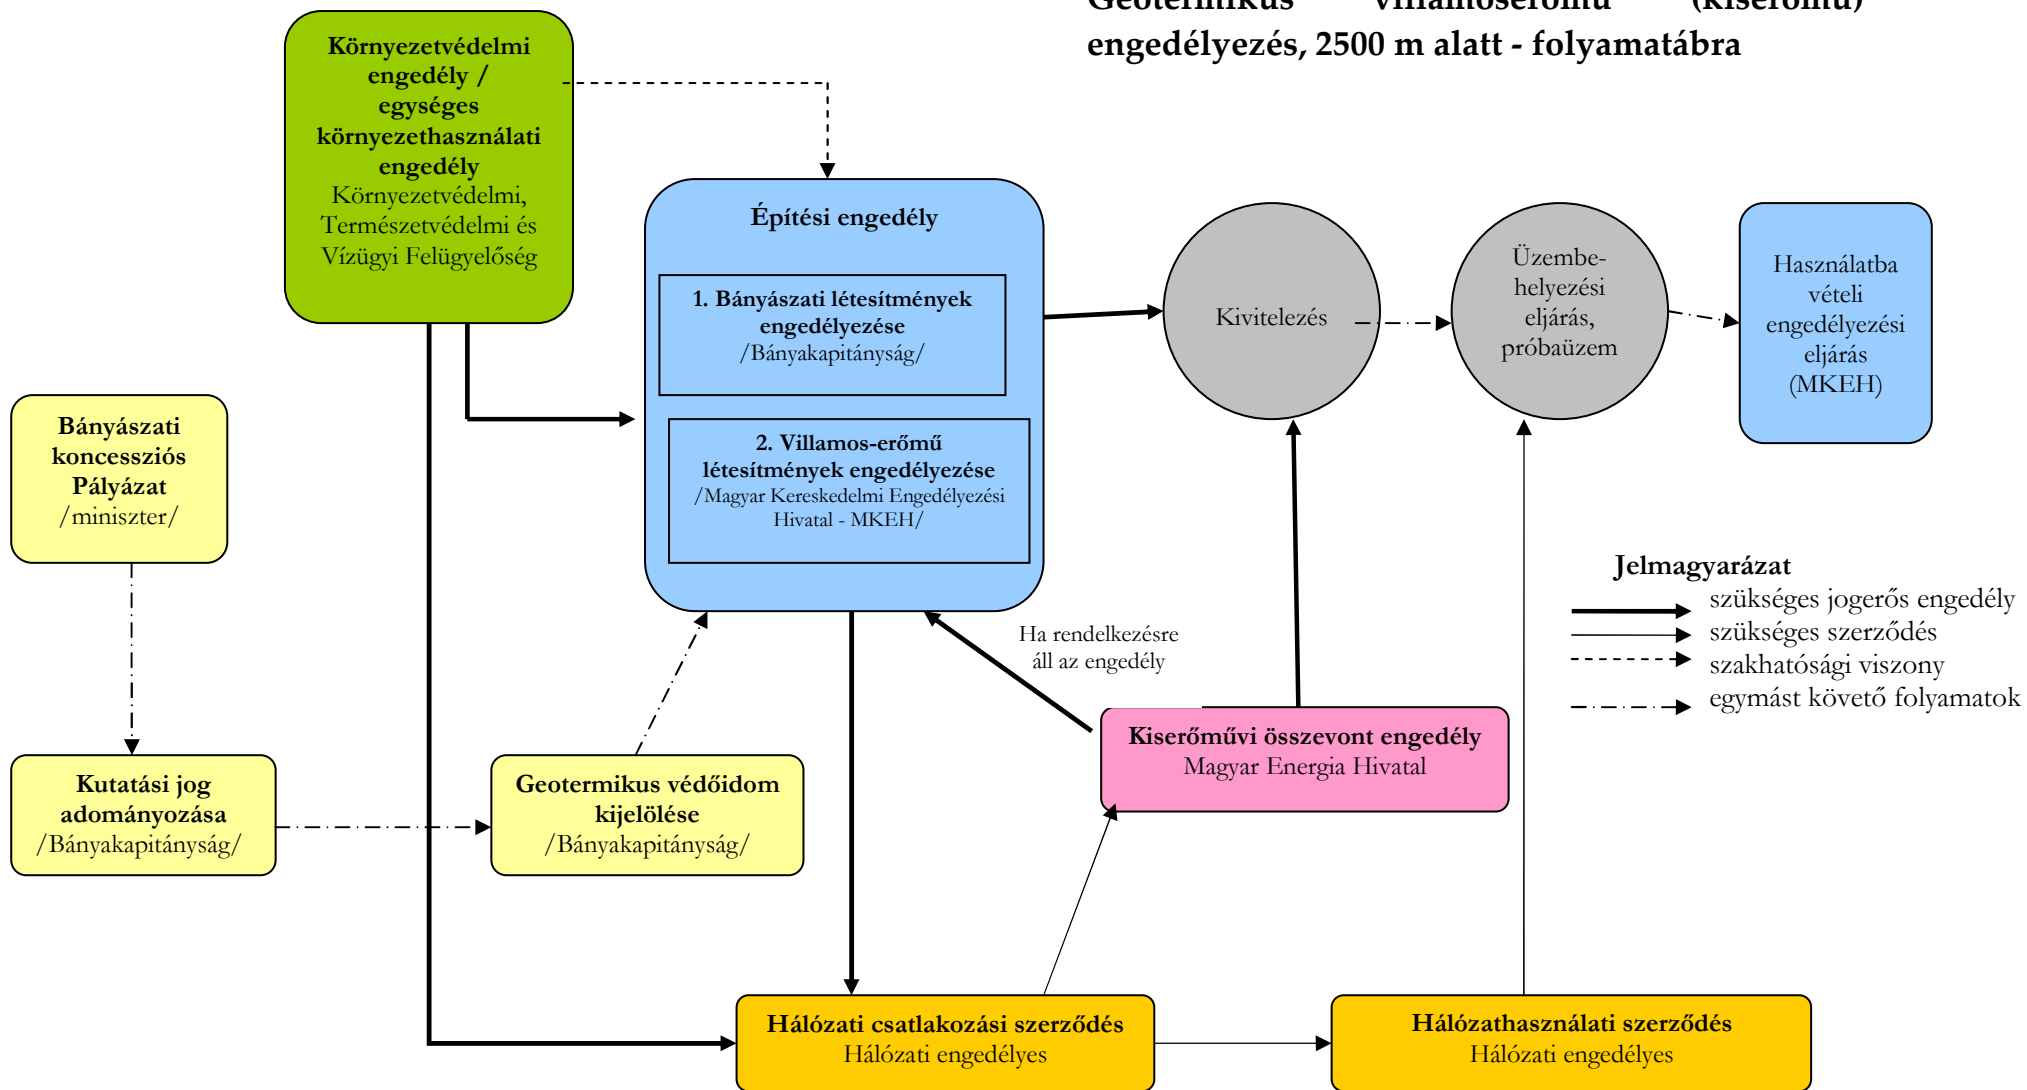 Geotermikus villamoserőmű (kiserőmű)
engedélyezés, 2500 m alatt - folyamatábra
Környezetvédelmi
engedély /
egységes
környezethasználati
engedély
Környezetvédelmi,
Természetvédelmi és
Vízügyi Felügyelőség
Építési engedély
1. Bányászati létesítmények
engedélyezése
/Bányakapitányság/
2. Villamos-erőmű
létesítmények engedélyezése
/Magyar Kereskedelmi Engedélyezési
Hivatal - MKEH/
Kivitelezés
Üzembe-
helyezési
eljárás,
próbaüzem
Használatba
vételi
engedélyezési
eljárás
(MKEH)
Bányászati
koncessziós
Pályázat
/miniszter/
Jelmagyarázat
szükséges jogerős engedély
szükséges szerződés
szakhatósági viszony
egymást követő folyamatok
Ha rendelkezésre
áll az engedély
Kiserőművi összevont engedély
Magyar Energia Hivatal
Kutatási jog
adományozása
/Bányakapitányság/
Geotermikus védőidom
kijelölése
/Bányakapitányság/
Hálózati csatlakozási szerződés
Hálózati engedélyes
Hálózathasználati szerződés
Hálózati engedélyes